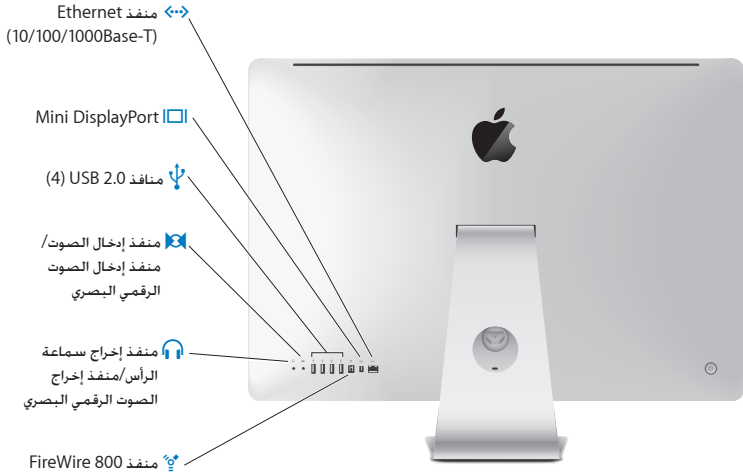 منفذ Ethernet
(10/100/1000Base-T)
Mini DisplayPort
منافذ USB 2.0 (4)
منفذ إدخال الصوت/
منفذ إدخال الصوت
الرقمي البصري
منفذ إخراج سماعة
الرأس/منفذ إخراج
الصوت الرقمي البصري
منفذ FireWire 800